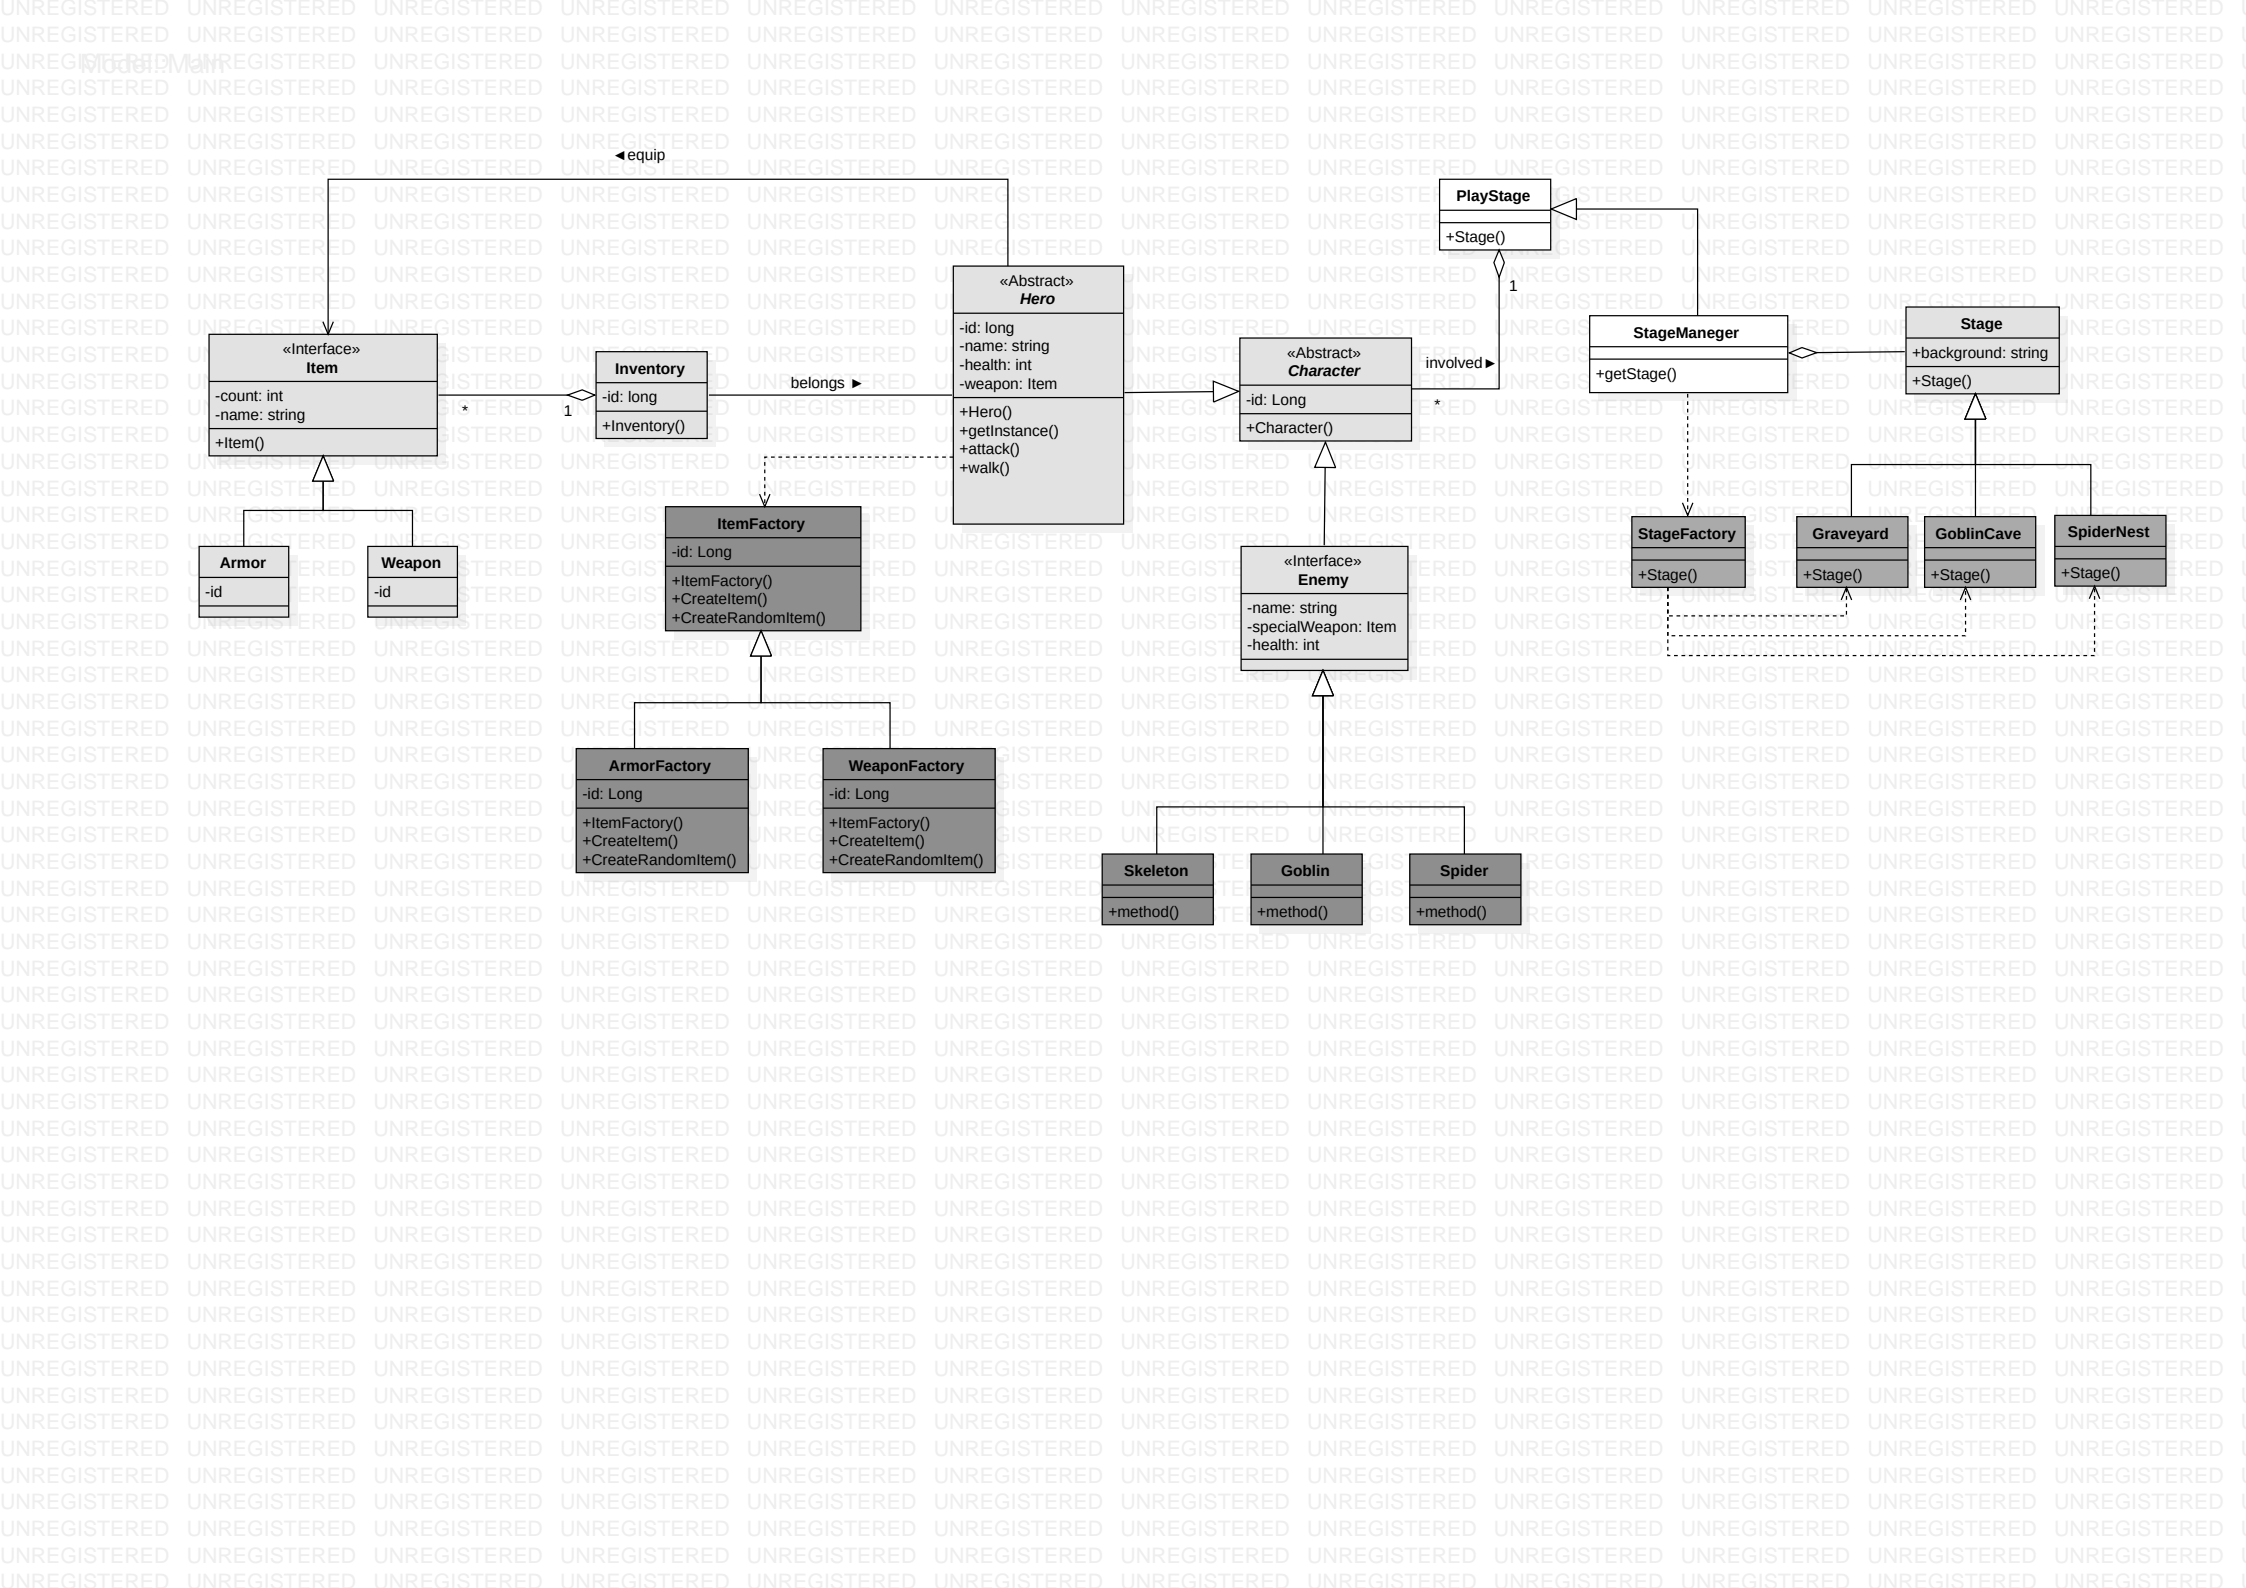 Model::Main
◄equip
PlayStage
+Stage()
1
«Abstract»
Hero
-id: long
-name: string
-health: int
-weapon: Item
+Hero()
+getInstance()
+attack()
+walk()
«Interface»
Item
-count: int
-name: string
+Item()
*
1
Inventory
-id: long
+Inventory()
belongs ►
«Abstract»
Character
-id: Long
+Character()
involved►
*
StageManeger
+getStage()
Stage
+background: string
+Stage()
Armor
-id
Weapon
-id
ItemFactory
-id: Long
+ItemFactory()
+CreateItem()
+CreateRandomItem()
«Interface»
Enemy
-name: string
-specialWeapon: Item
-health: int
StageFactory
+Stage()
Graveyard
+Stage()
GoblinCave
+Stage()
SpiderNest
+Stage()
ArmorFactory
-id: Long
+ItemFactory()
+CreateItem()
+CreateRandomItem()
WeaponFactory
-id: Long
+ItemFactory()
+CreateItem()
+CreateRandomItem()
Skeleton
+method()
Goblin
+method()
Spider
+method()
UNREGISTERED